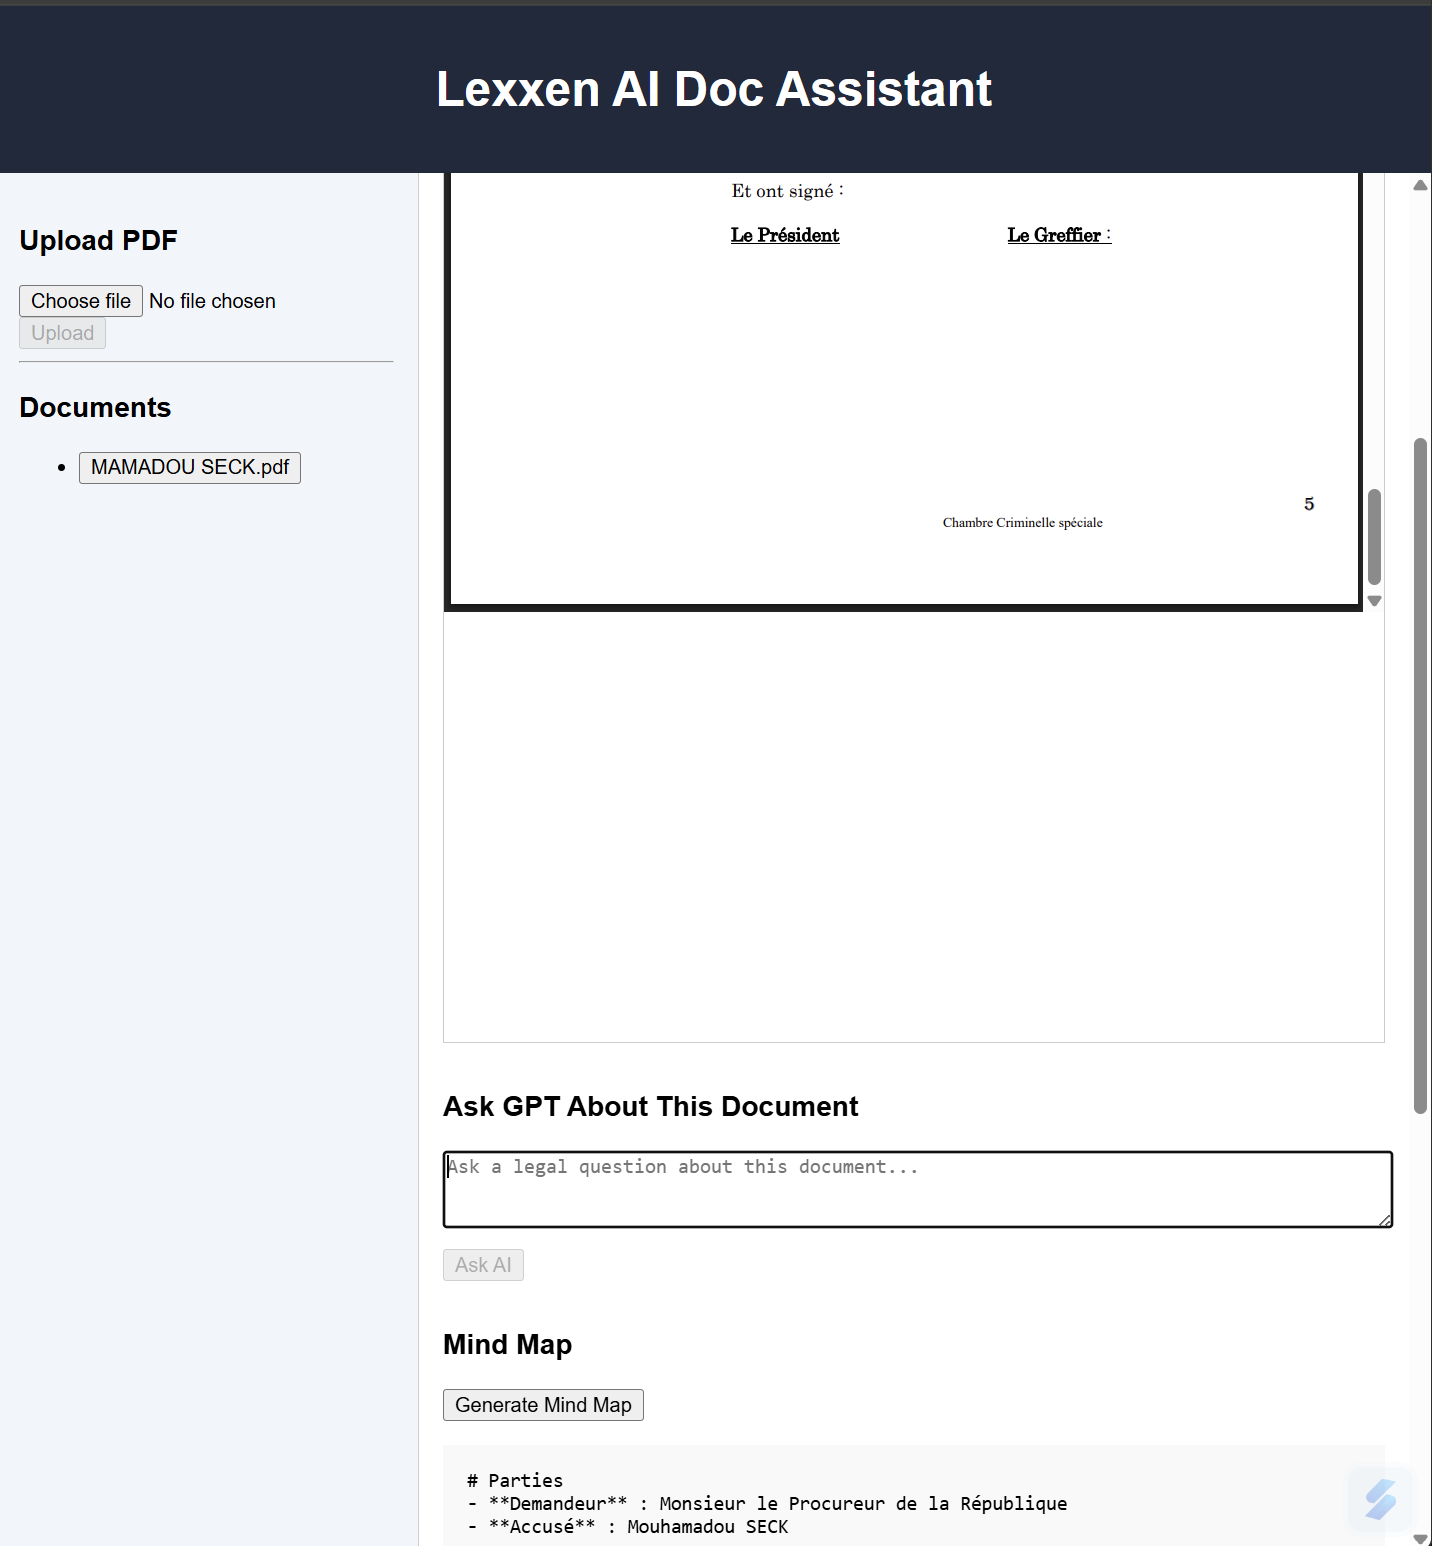 Lexxen AI Doc Assistant
Upload PDF
Choose file No file chosen
Upload
Documents
MAMADOU SECK.pdf
Et ont signé :
Le Président Le Greffier :
5
Chambre Criminelle spéciale
Ask GPT About This Document
Ask a legal question about this document...
Ask AI
Mind Map
Generate Mind Map
# Parties
- **Demandeur** : Monsieur le Procureur de la République
- **Accusé** : Mouhamadou SECK